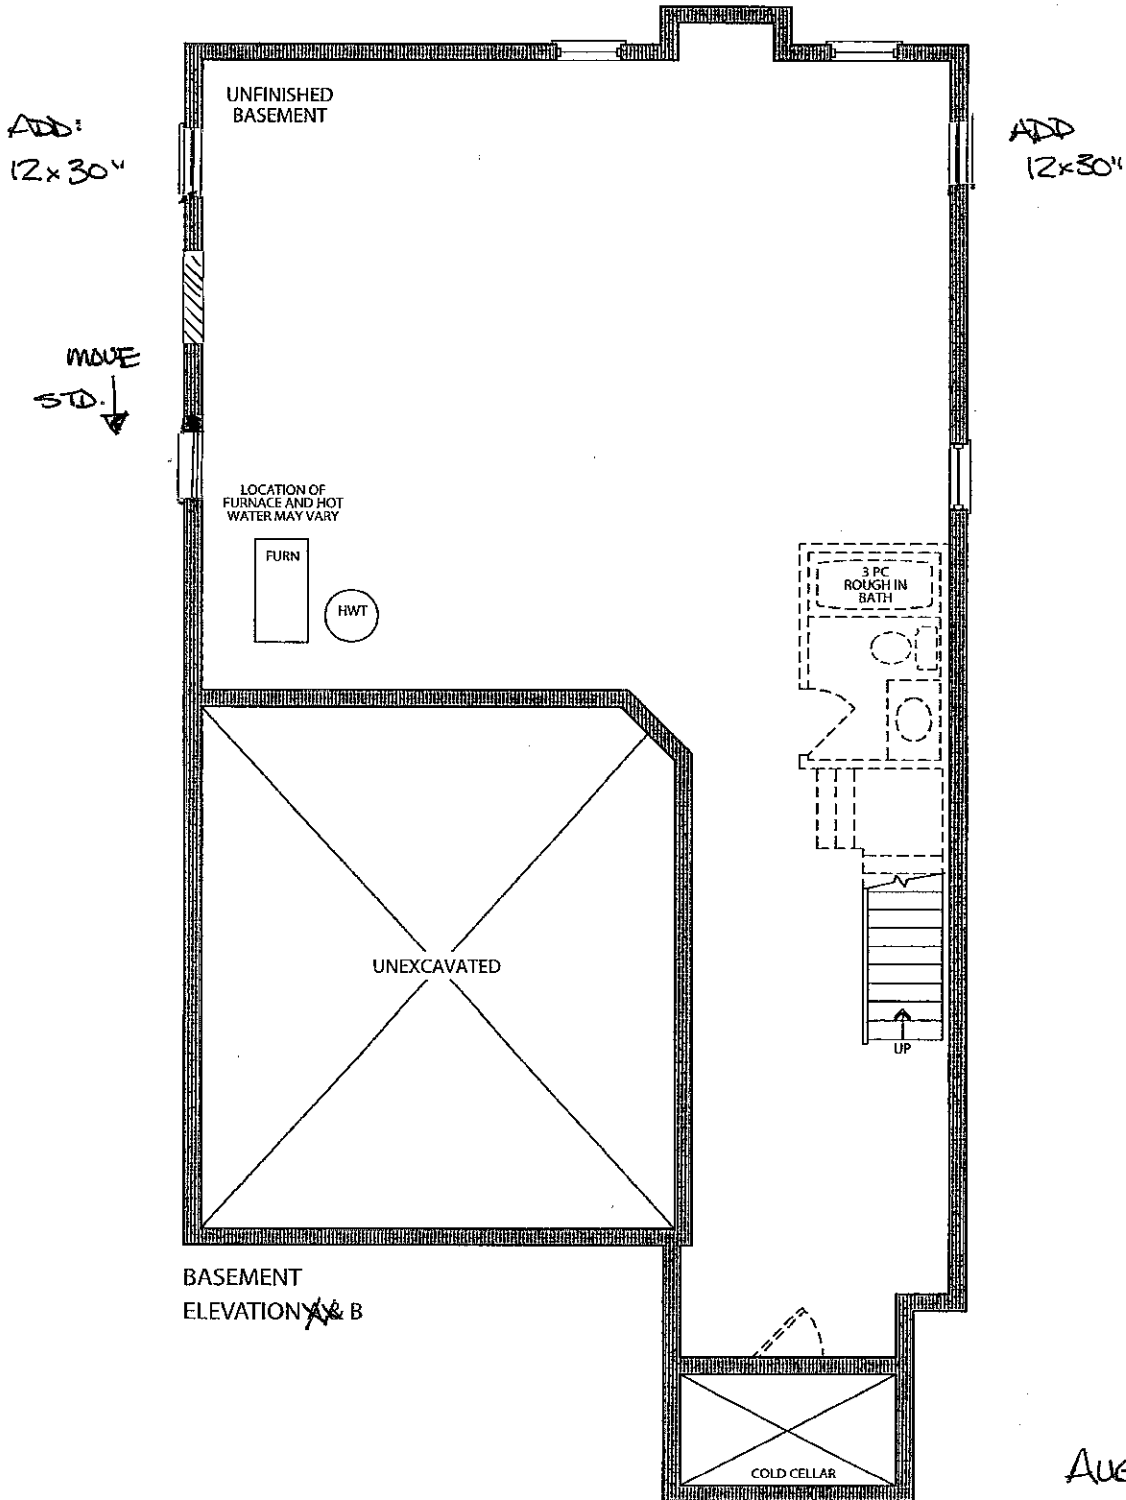 UNFINISHED
BASEMENT
ADD:
12x30"
ADD
12x30"
MOVE
STD.
LOCATION OF
FURNACE AND HOT
WATER MAY VARY
FURN
HWT
3 PC
ROUGH IN
BATH
UNEXCAVATED
UP
BASEMENT
ELEVATION & B
COLD CELLAR